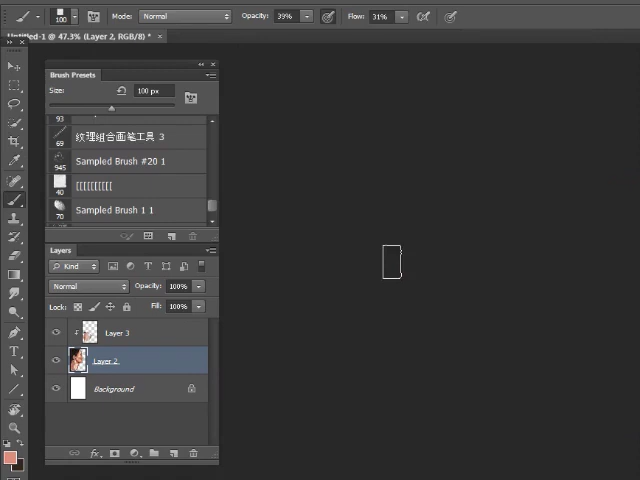 Mode: Normal Opacity: 39% Flow: 31%
Untitled-1 @ 47.3% (Layer 2, RGB/8) *
Brush Presets
Size: 100 px
93
纹理组合画笔工具 3
69
Sampled Brush #20 1
945
[[[[[[[[[[
40
Sampled Brush 1 1
70
Layers
Kind
Normal Opacity: 100%
Lock: Fill: 100%
Layer 3
Layer 2
Background
fx
100